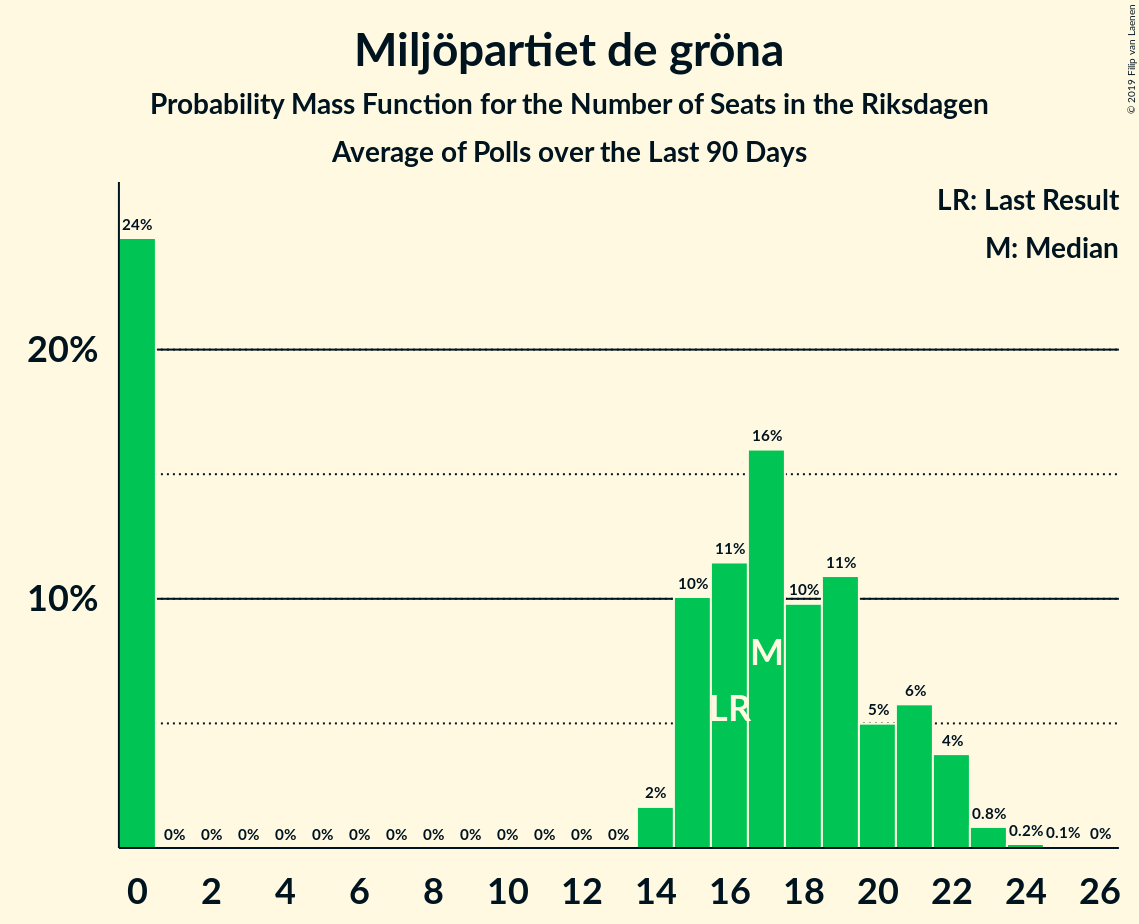 Miljöpartiet de gröna
Probability Mass Function for the Number of Seats in the Riksdagen
Average of Polls over the Last 90 Days
© 2019 Filip van Laenen
LR: Last Result
M: Median
24%
20%
16%
11%
11%
10%
10%
10%
M
LR
6%
5%
4%
2%
0.8%
0% 0% 0% 0% 0% 0% 0% 0% 0% 0% 0% 0% 0% 0.2% 0.1% 0%
0 2 4 6 8 10 12 14 16 18 20 22 24 26